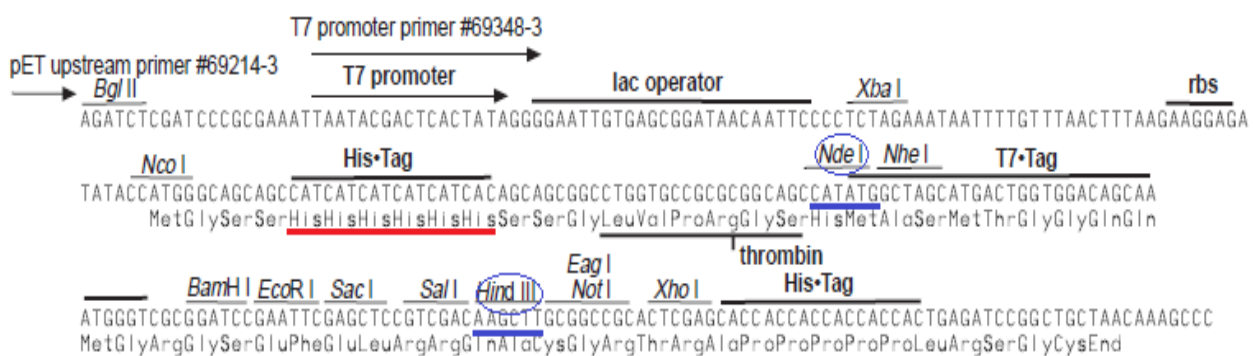 T7 promoter primer #69348-3
pET upstream primer #69214-3
Bgl II T7 promoter lac operator Xba I rbs
AGATCTCGATCCCGCGAAATTAATACGACTCACTATAGGGGAATTGTGAGCGGATAACAATTCCCCTCTAGAAATAATTTTGTTTAACTTTAAGAAGGAGA
Nco I His•Tag Nde I Nhe I T7•Tag
TATACCATGGGCAGCAGCCATCATCATCATCATCACAGCAGCGGCCTGGTGCCGCGCGGCAGCCATATGGCTAGCATGACTGGTGGACAGCAA
MetGlySerSerHisHisHisHisHisHisSerSerGlyLeuValProArgGlySerHisMetAlaSerMetThrGlyGlyGlnGln
thrombin
Eag I
BamH I EcoR I Sac I Sal I Hind III Not I Xho I His•Tag
ATGGGTCGCGGATCCGAATTCGAGCTCCGTCGACAAGCTTGCGGCCGCACTCGAGCACCACCACCACCACCACTGAGATCCGGCTGCTAACAAAGCCC
MetGlyArgGlySerGluPheGluLeuArgArgGlnAlaCysGlyArgThrArgAlaProProProProProLeuArgSerGlyCysEnd